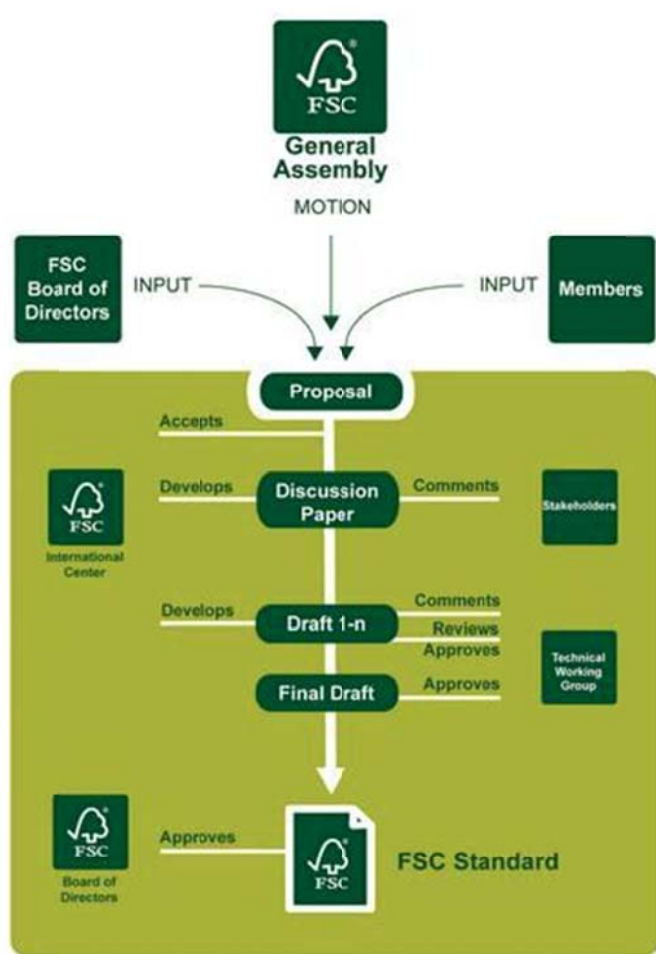 FSC
General
Assembly
MOTION
FSC
Board of
Directors
INPUT
INPUT
Members
Proposal
Accepts
Develops
Discussion
Paper
Comments
Stakeholders
FSC
International
Center
Develops
Draft 1-n
Comments
Reviews
Approves
Technical
Working
Group
Final Draft
Approves
FSC
Board of
Directors
Approves
FSC
FSC Standard